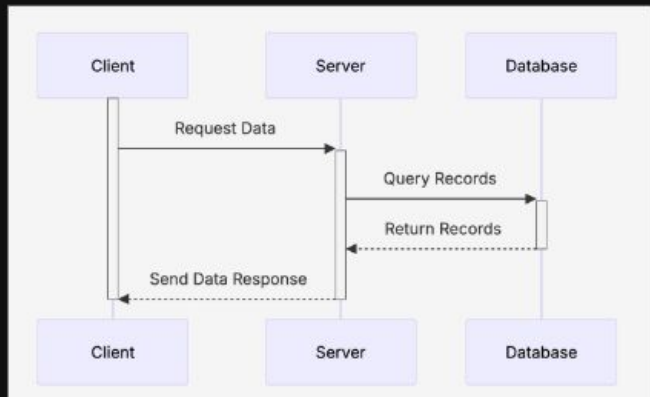 Client Server Database
Request Data
Query Records
Return Records
Send Data Response
Client Server Database